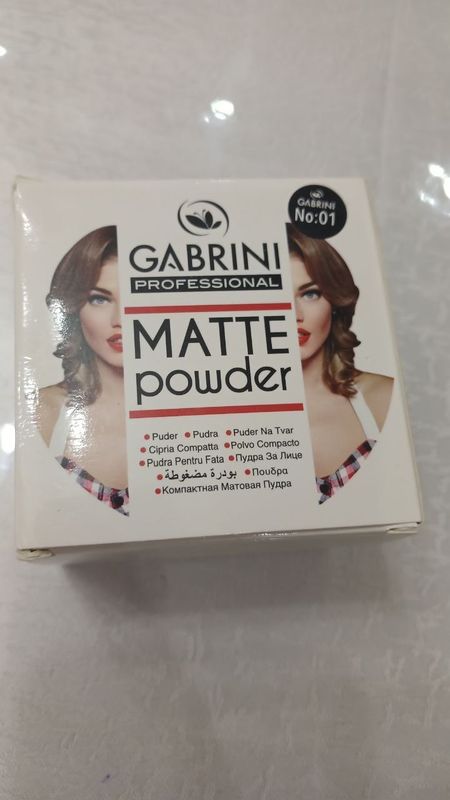 GABRINI
No:01
GABRINI
PROFESSIONAL
MATTE
powder
• Puder • Pudra • Puder Na Tvar
• Cipria Compatta • Polvo Compacto
• Pudra Pentru Fata • Пудра За Лице
• بودرة مضغوطة • Πουδρα
• Компактная Матовая Пудра